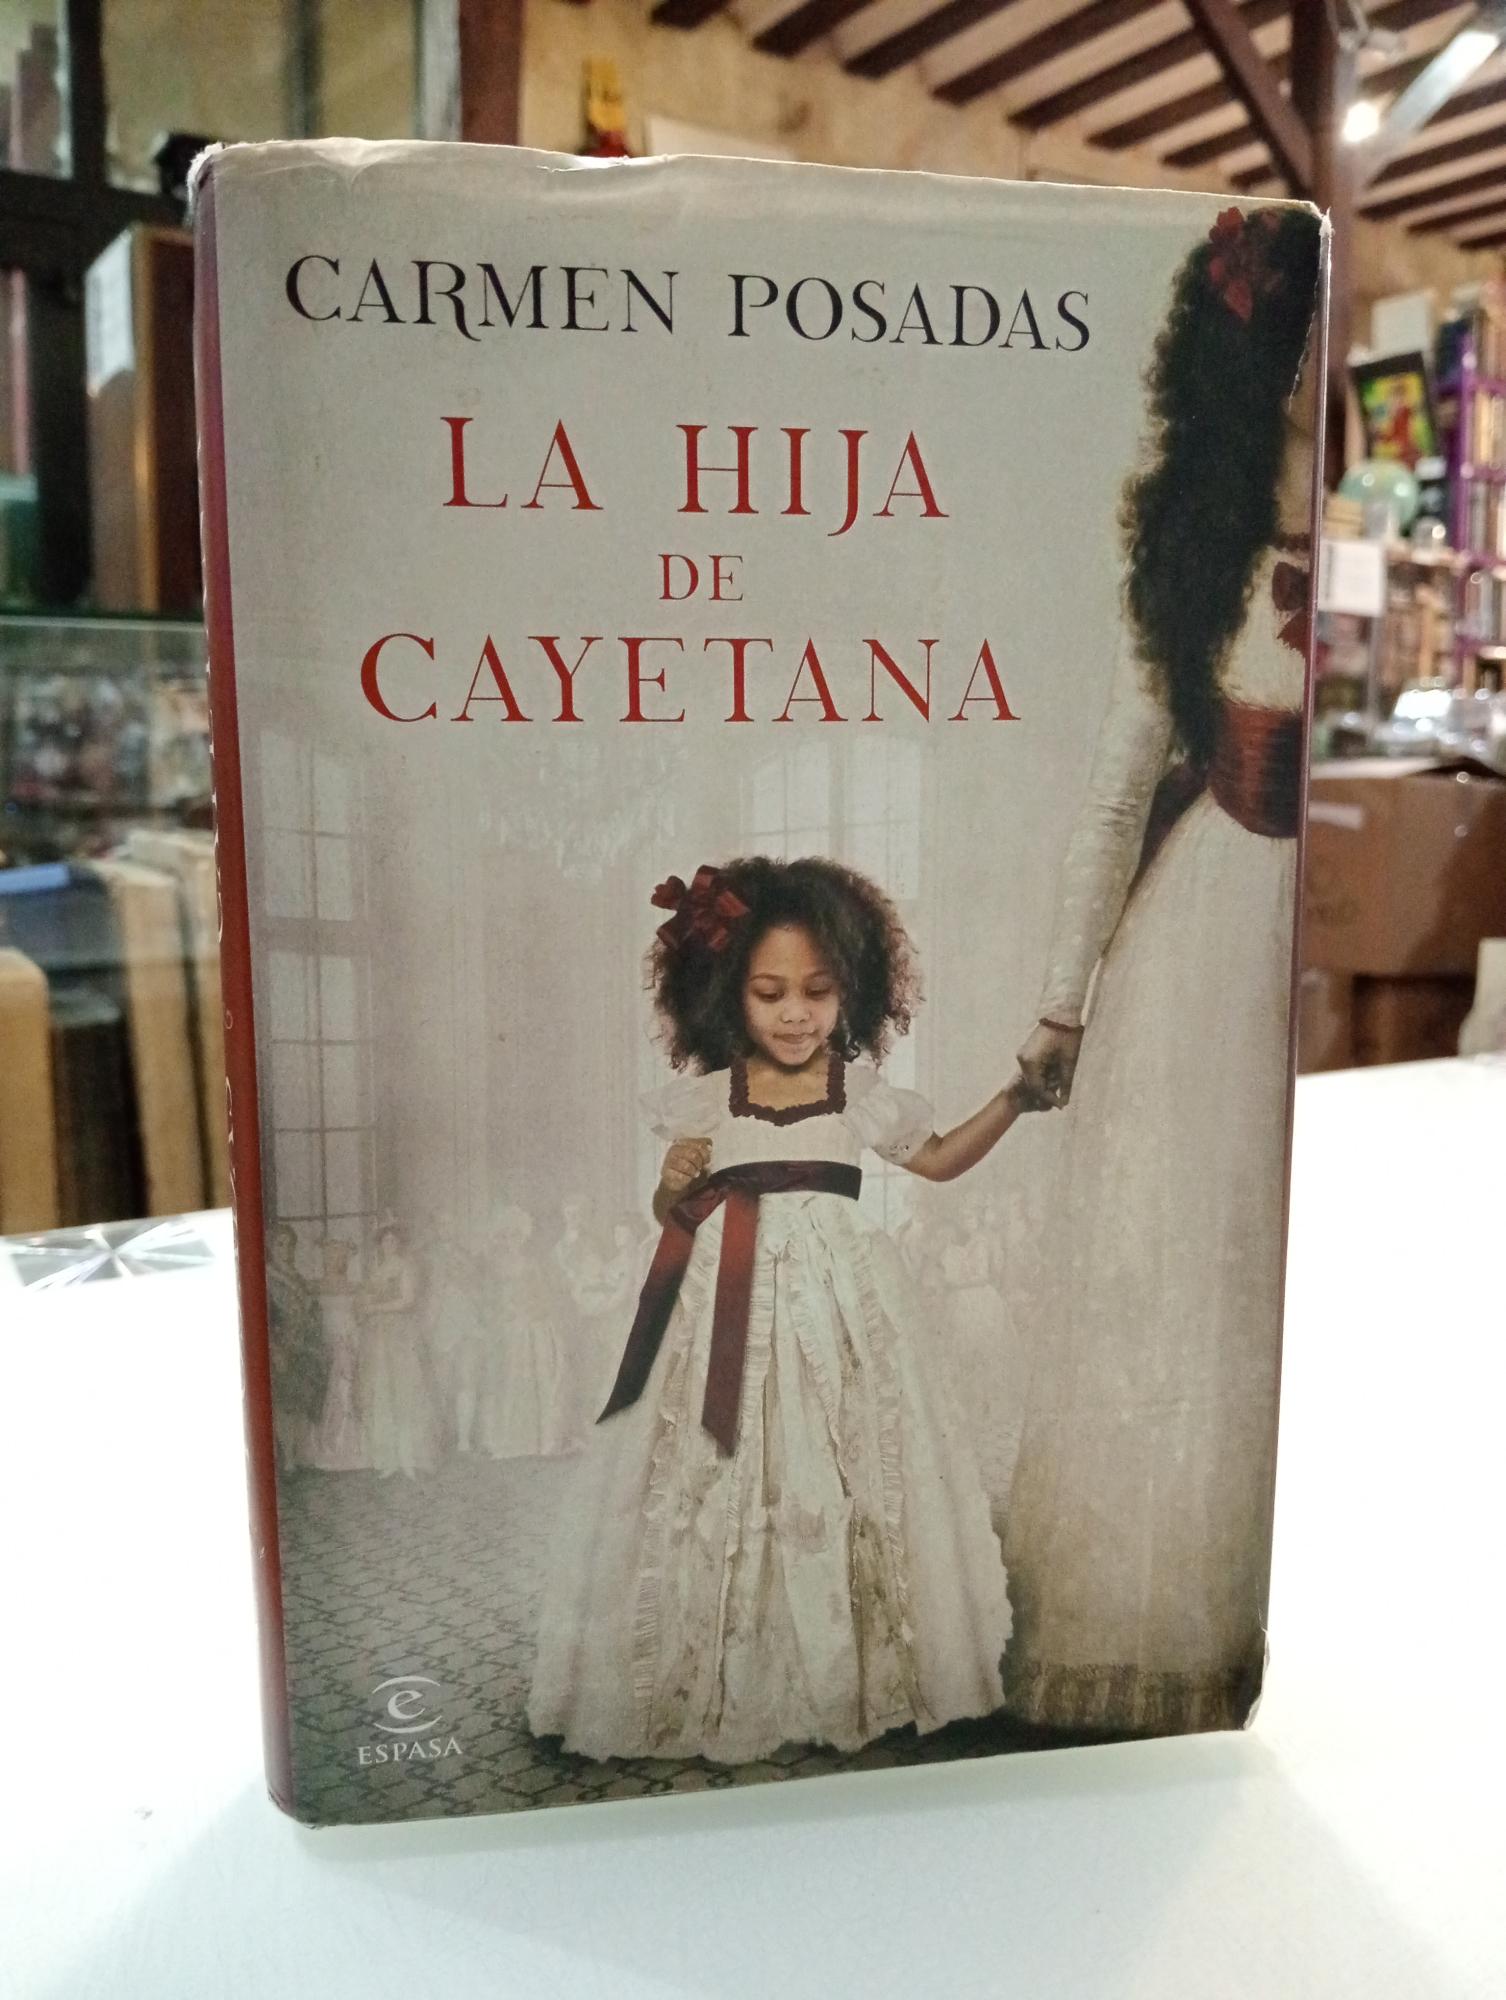 CARMEN POSADAS
LA HIJA
DE
CAYETANA
e
ESPASA